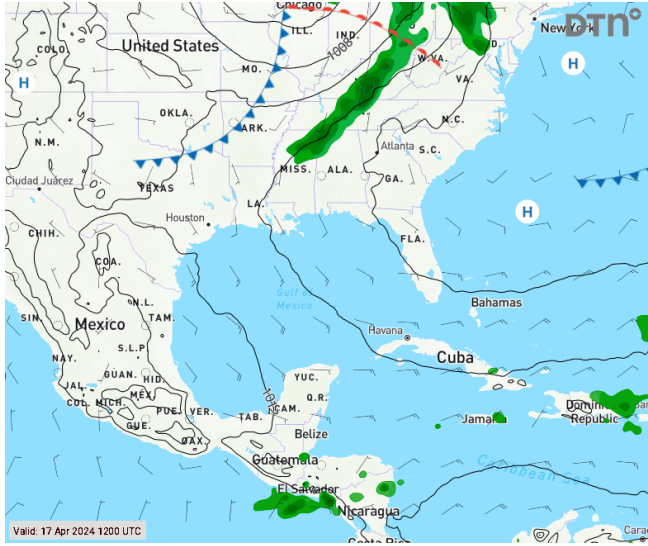 Chicago
DTN
COLO.
United States
ILL.
IND.
1008
New York
H
H
MO.
W.VA.
D.
VA.
OKLA.
ARK.
N.C.
N.M.
Atlanta
S.C.
Ciudad Juárez
TEXAS
MISS.
ALA.
GA.
Houston
LA.
H
CHIH.
FLA.
COA.
Gulf of
Mexico
Bahamas
N.L.
SIN.
Mexico
TAM.
Havana
S.L.P.
Cuba
NAY.
GUAN.
HID.
YUC.
JAL.
MEX.
Q.R.
COL.
MICH.
PUE.
VER.
TAB.
CAM.
1012
Jamaica
Republic
GUE.
OAX.
Belize
Guatemala
Caribbean Sea
El Salvador
Nicaragua
Valid: 17 Apr 2024 1200 UTC
Costa Rica
Carac